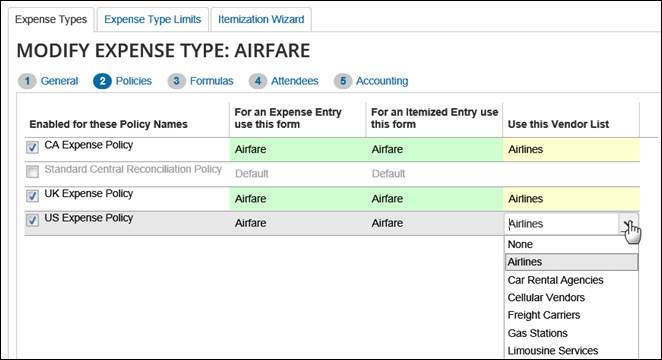 Expense Types Expense Type Limits Itemization Wizard
MODIFY EXPENSE TYPE: AIRFARE
1 General 2 Policies 3 Formulas 4 Attendees 5 Accounting
Enabled for these Policy Names For an Expense Entry use this form For an Itemized Entry use this form Use this Vendor List
CA Expense Policy Airfare Airfare Airlines
Standard Central Reconciliation Policy Default Default
UK Expense Policy Airfare Airfare Airlines
US Expense Policy Airfare Airfare Airlines
None
Airlines
Car Rental Agencies
Cellular Vendors
Freight Carriers
Gas Stations
Limousine Services